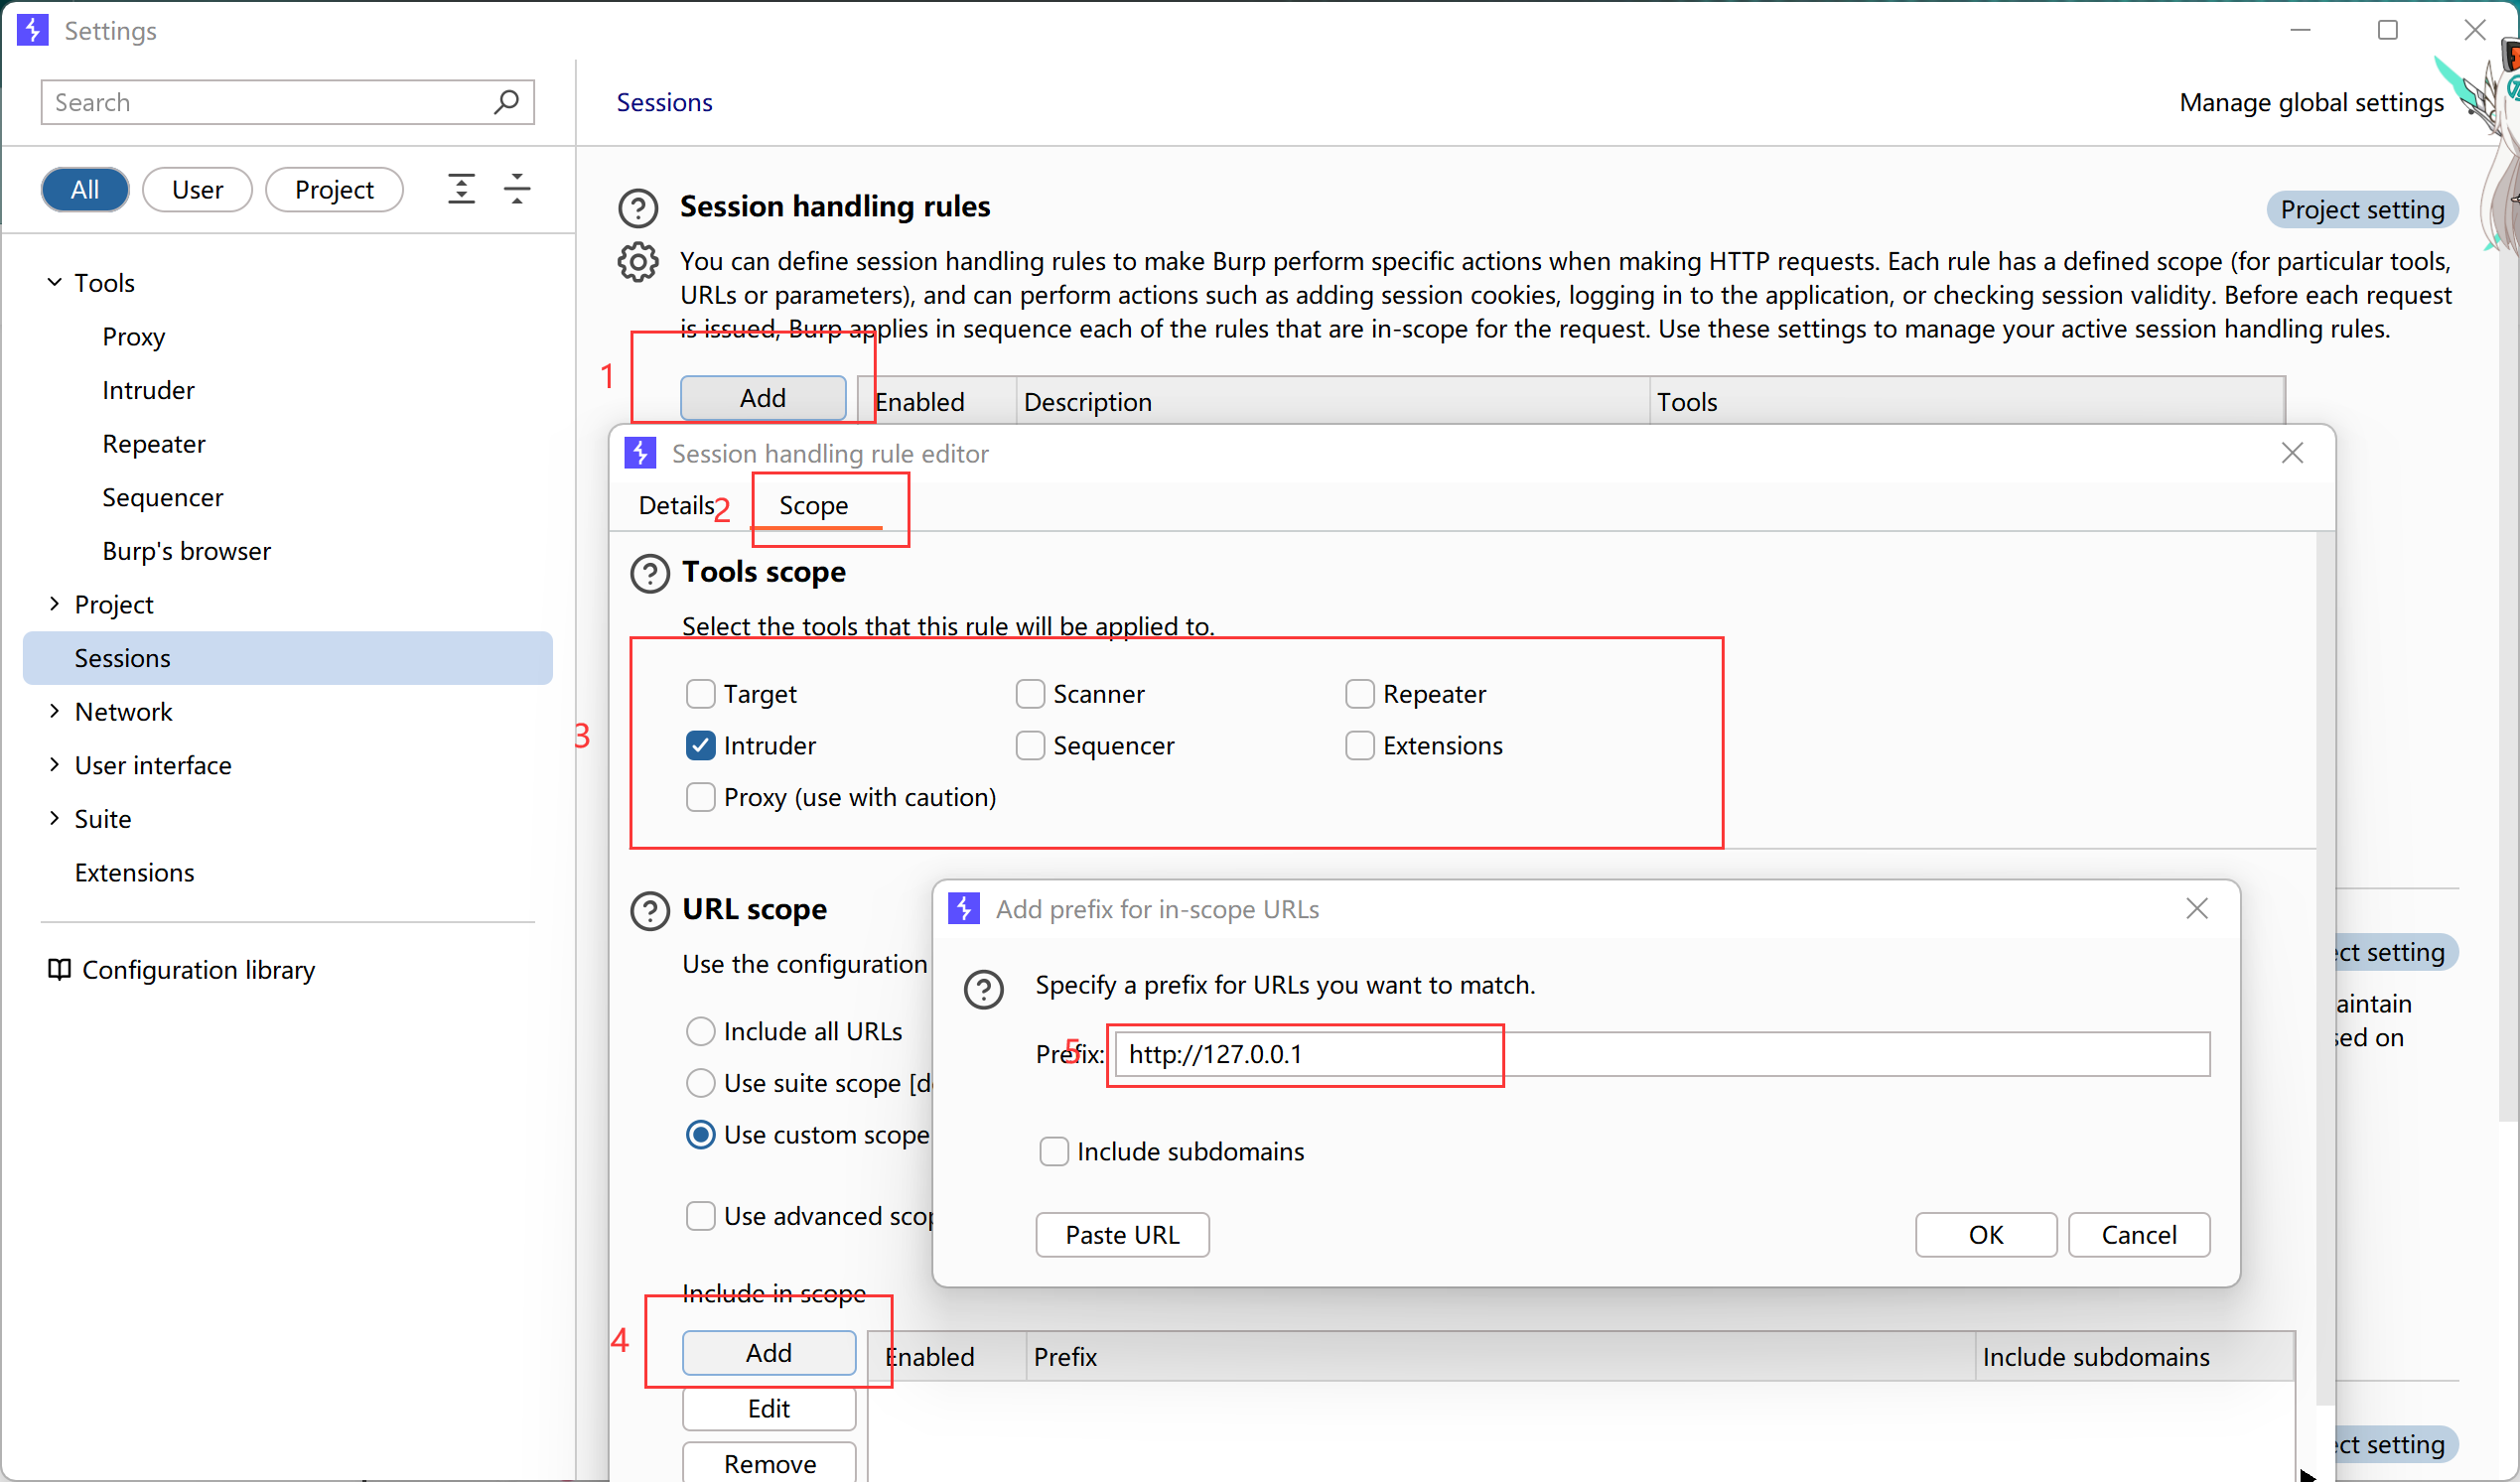 Settings
Search
All
User
Project
Tools
Proxy
Intruder
Repeater
Sequencer
Burp's browser
Project
Sessions
Network
User interface
Suite
Extensions
Configuration library
Sessions
Manage global settings
Session handling rules
Project setting
You can define session handling rules to make Burp perform specific actions when making HTTP requests. Each rule has a defined scope (for particular tools,
URLs or parameters), and can perform actions such as adding session cookies, logging in to the application, or checking session validity. Before each request
is issued, Burp applies in sequence each of the rules that are in-scope for the request. Use these settings to manage your active session handling rules.
1
Add
Enabled
Description
Tools
Session handling rule editor
Details
2
Scope
Tools scope
Select the tools that this rule will be applied to.
3
Target
Scanner
Repeater
Intruder
Sequencer
Extensions
Proxy (use with caution)
URL scope
Use the configuration
Include all URLs
Use suite scope [d
Use custom scope
Use advanced scop
Add prefix for in-scope URLs
Specify a prefix for URLs you want to match.
Prefix:
5
http://127.0.0.1
Include subdomains
Paste URL
OK
Cancel
ct setting
aintain
sed on
Include in scope
4
Add
Enabled
Prefix
Include subdomains
Edit
Remove
ct setting